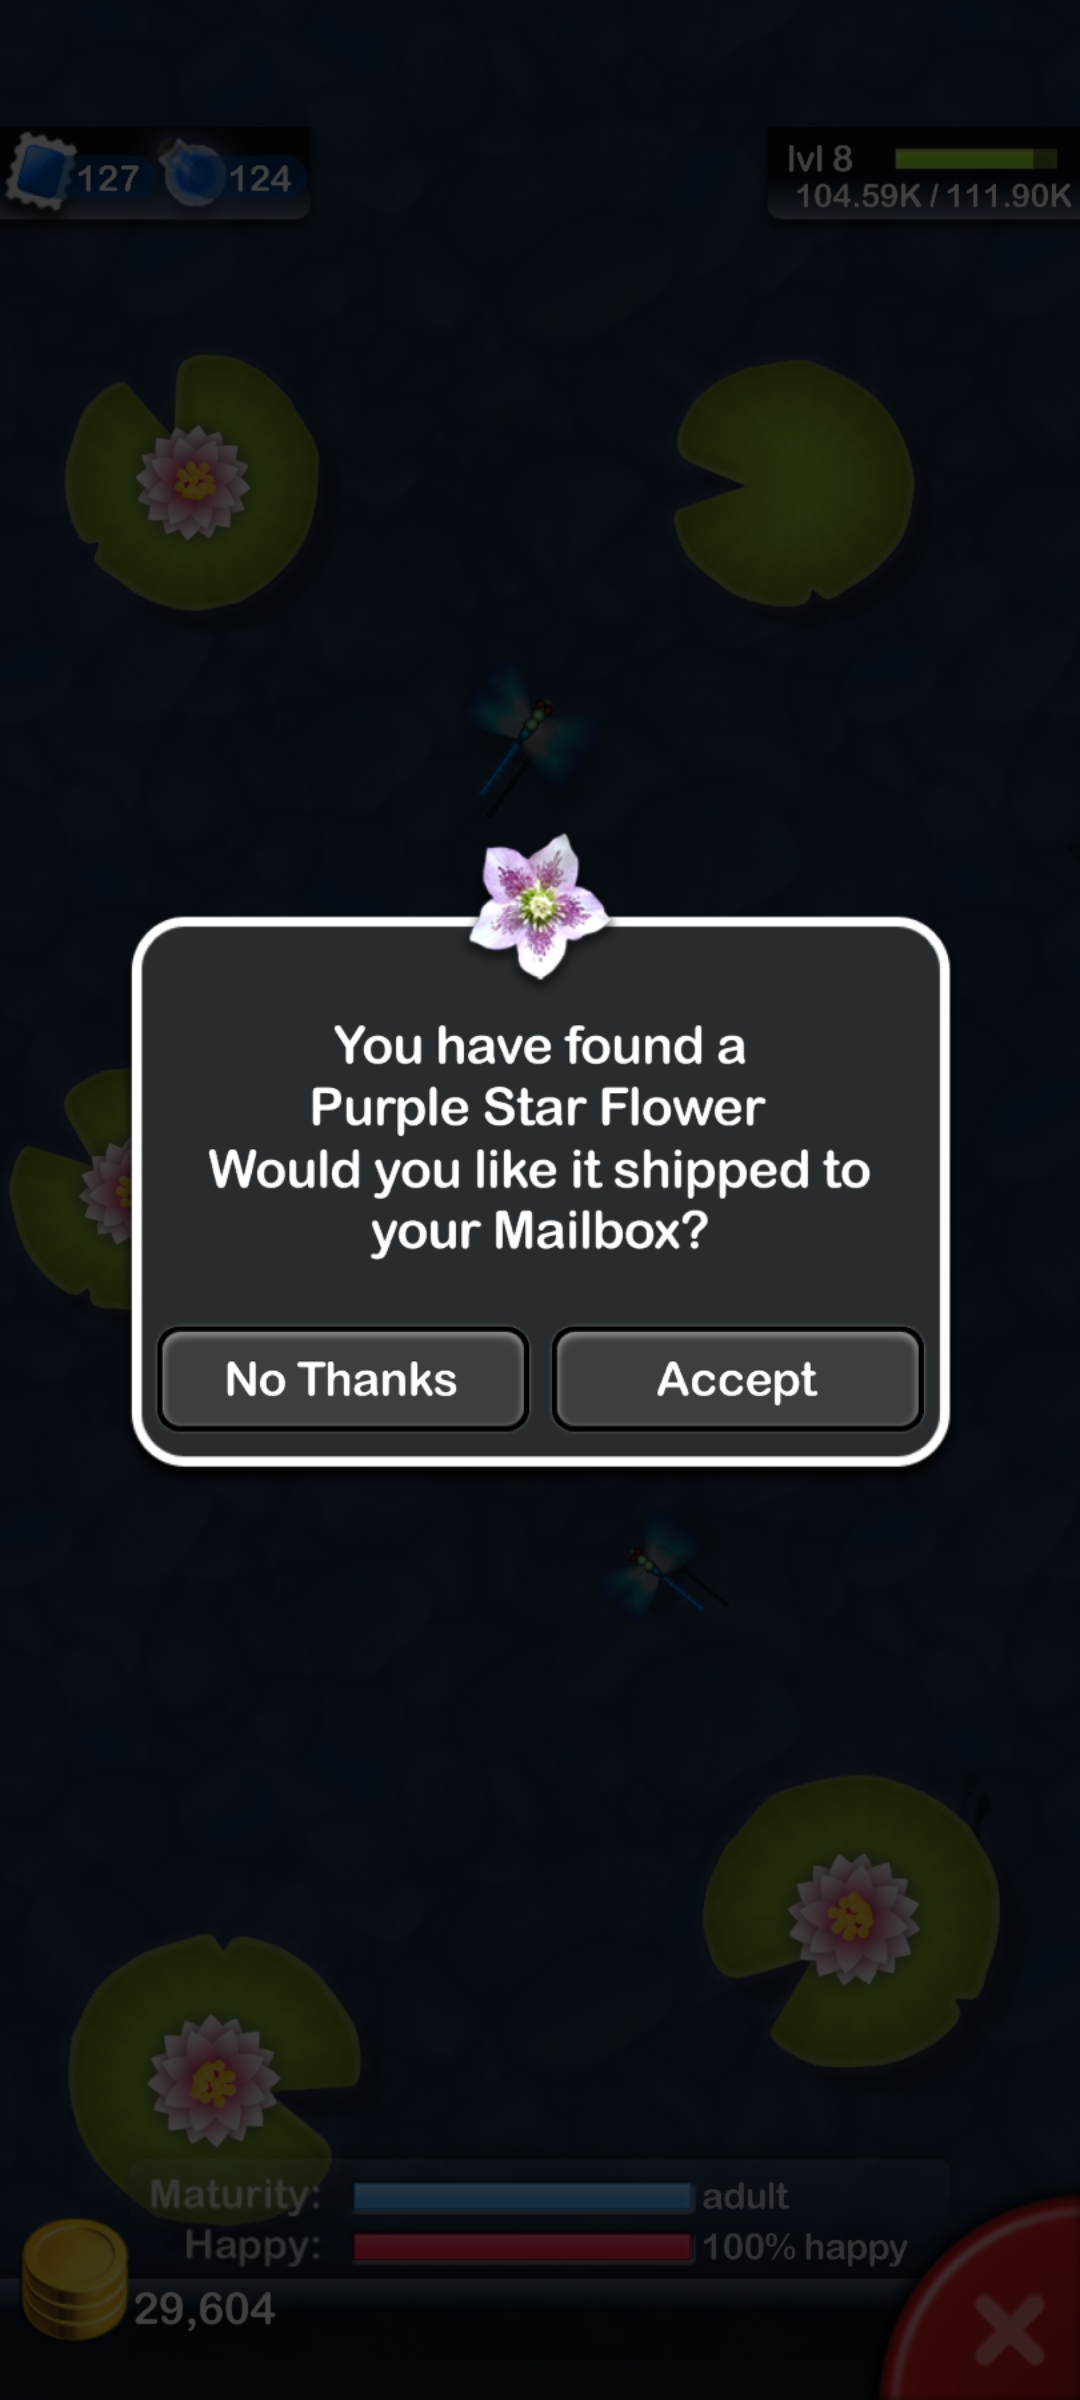 127 124
lvl 8
104.59K / 111.90K
You have found a
Purple Star Flower
Would you like it shipped to
your Mailbox?
No Thanks Accept
Maturity: adult
Happy: 100% happy
29,604